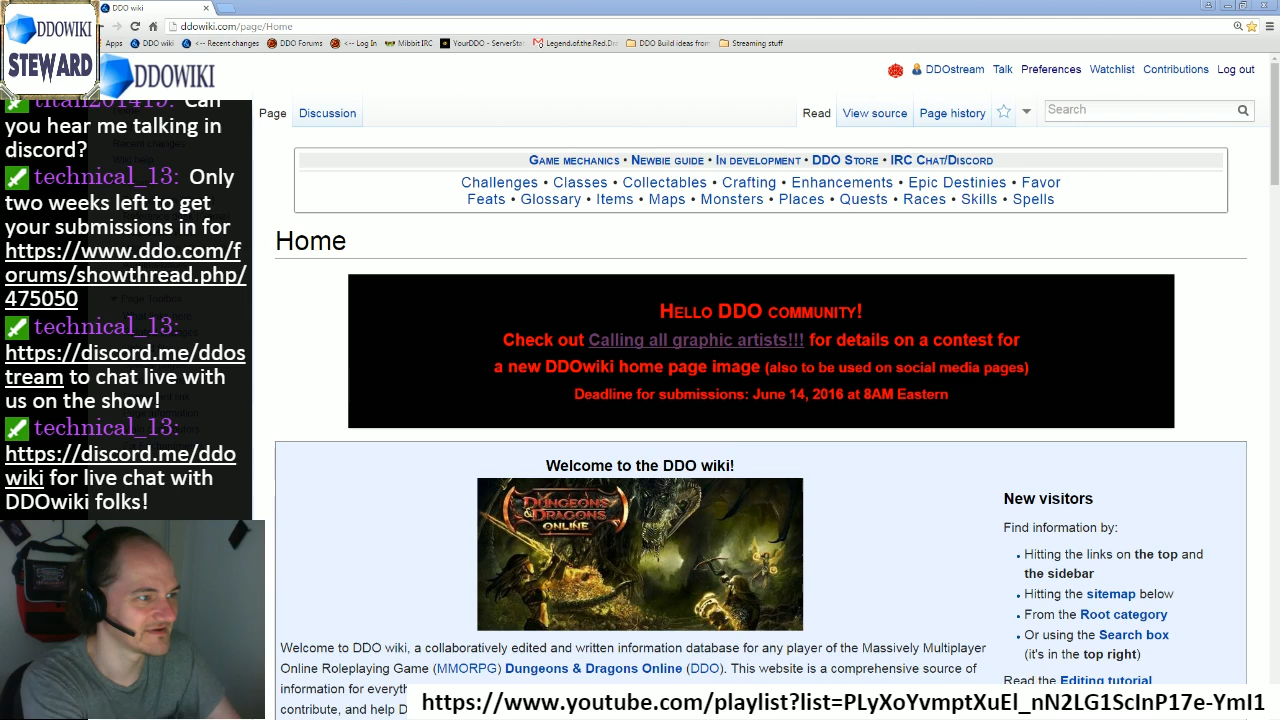 DDOWIKI
STEWARD
DDO wiki
ddowiki.com/page/Home
Apps
DDO wiki
<-- Recent changes
DDO Forums
<-- Log In
Mibbit IRC
YourDDO - ServerStat
Legend.of.the.Red.Dra
DDO Build ideas from
Streaming stuff
DDOWIKI
DDOstream Talk Preferences Watchlist Contributions Log out
Page Discussion
Read View source Page history
Search
Game mechanics • Newbie guide • In development • DDO Store • IRC Chat/Discord
Challenges • Classes • Collectables • Crafting • Enhancements • Epic Destinies • Favor
Feats • Glossary • Items • Maps • Monsters • Places • Quests • Races • Skills • Spells
Home
Hello DDO community!
Check out Calling all graphic artists!!! for details on a contest for
a new DDOwiki home page image (also to be used on social media pages)
Deadline for submissions: June 14, 2016 at 8AM Eastern
Welcome to the DDO wiki!
DUNGEONS
& DRAGONS
ONLINE
Welcome to DDO wiki, a collaboratively edited and written information database for any player of the Massively Multiplayer
Online Roleplaying Game (MMORPG) Dungeons & Dragons Online (DDO). This website is a comprehensive source of
information for everyth
contribute, and help D
New visitors
Find information by:
Hitting the links on the top and
the sidebar
Hitting the sitemap below
From the Root category
Or using the Search box
(it's in the top right)
Read the Editing tutorial
titan201419: Can
you hear me talking in
discord?
technical_13: Only
two weeks left to get
your submissions in for
https://www.ddo.com/f
orums/showthread.php/
475050
technical_13:
https://discord.me/ddos
tream to chat live with
us on the show!
technical_13:
https://discord.me/ddo
wiki for live chat with
DDOwiki folks!
https://www.youtube.com/playlist?list=PLyXoYvmptXuEl_nN2LG1ScInP17e-YmI1